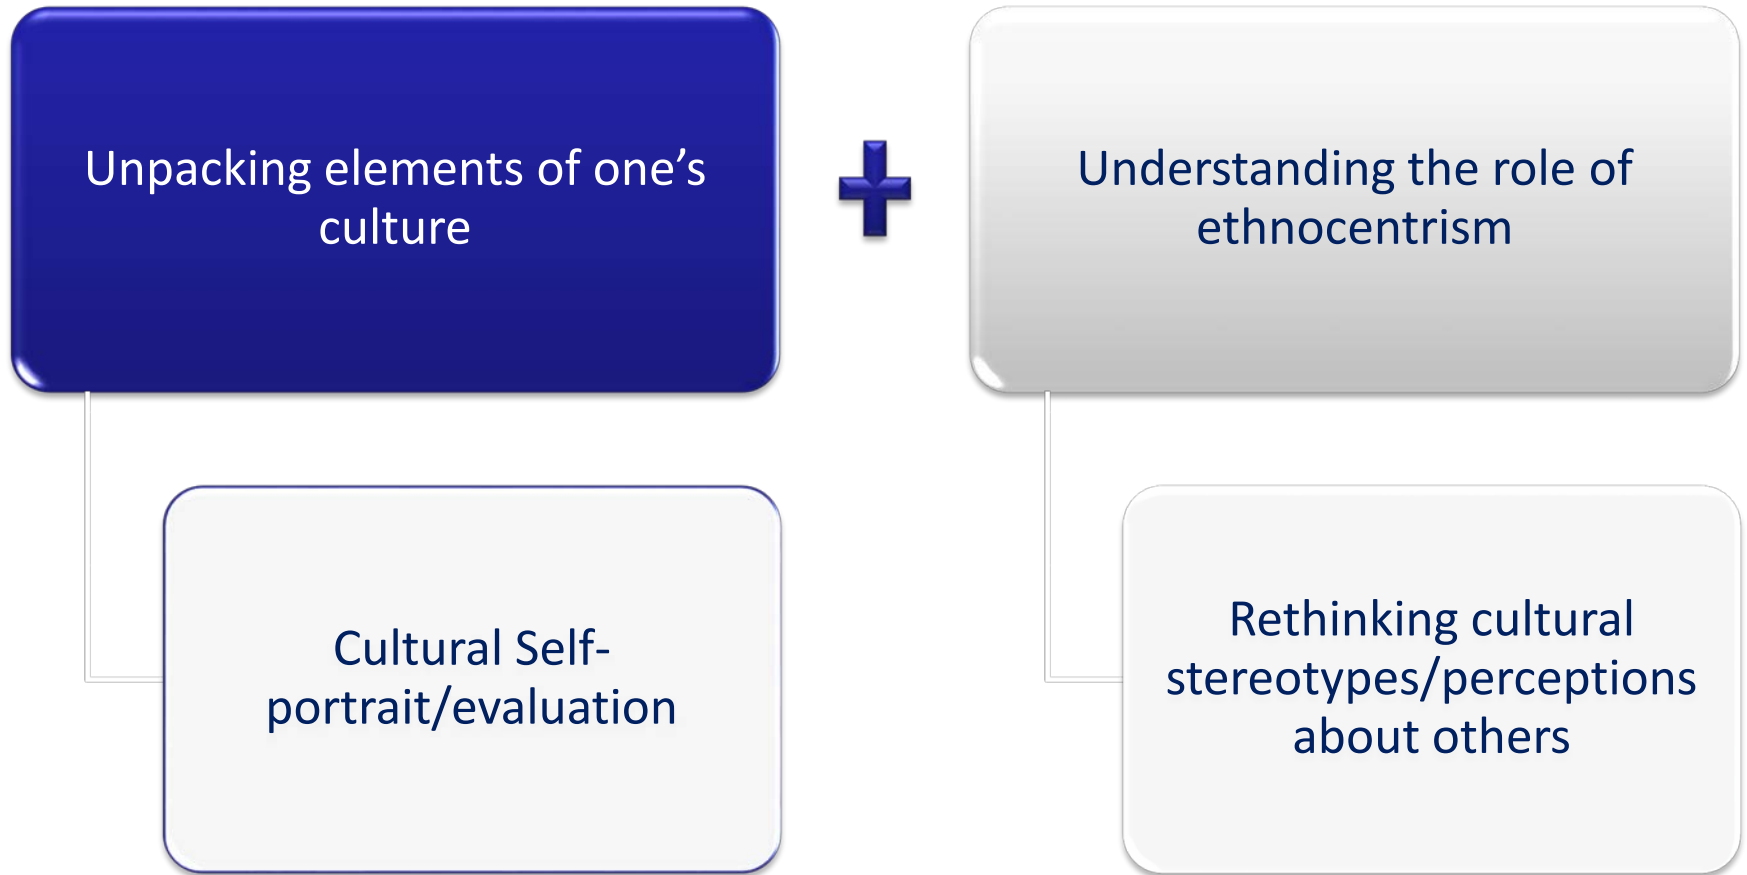 Unpacking elements of one’s
culture
Understanding the role of
ethnocentrism
Cultural Self-
portrait/evaluation
Rethinking cultural
stereotypes/perceptions
about others